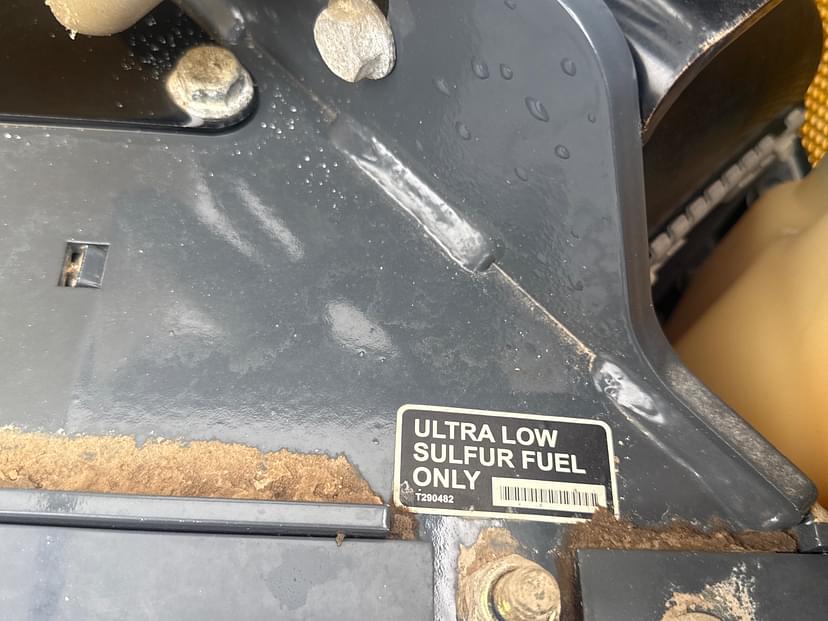 ULTRA LOW
SULFUR FUEL
ONLY
T290482